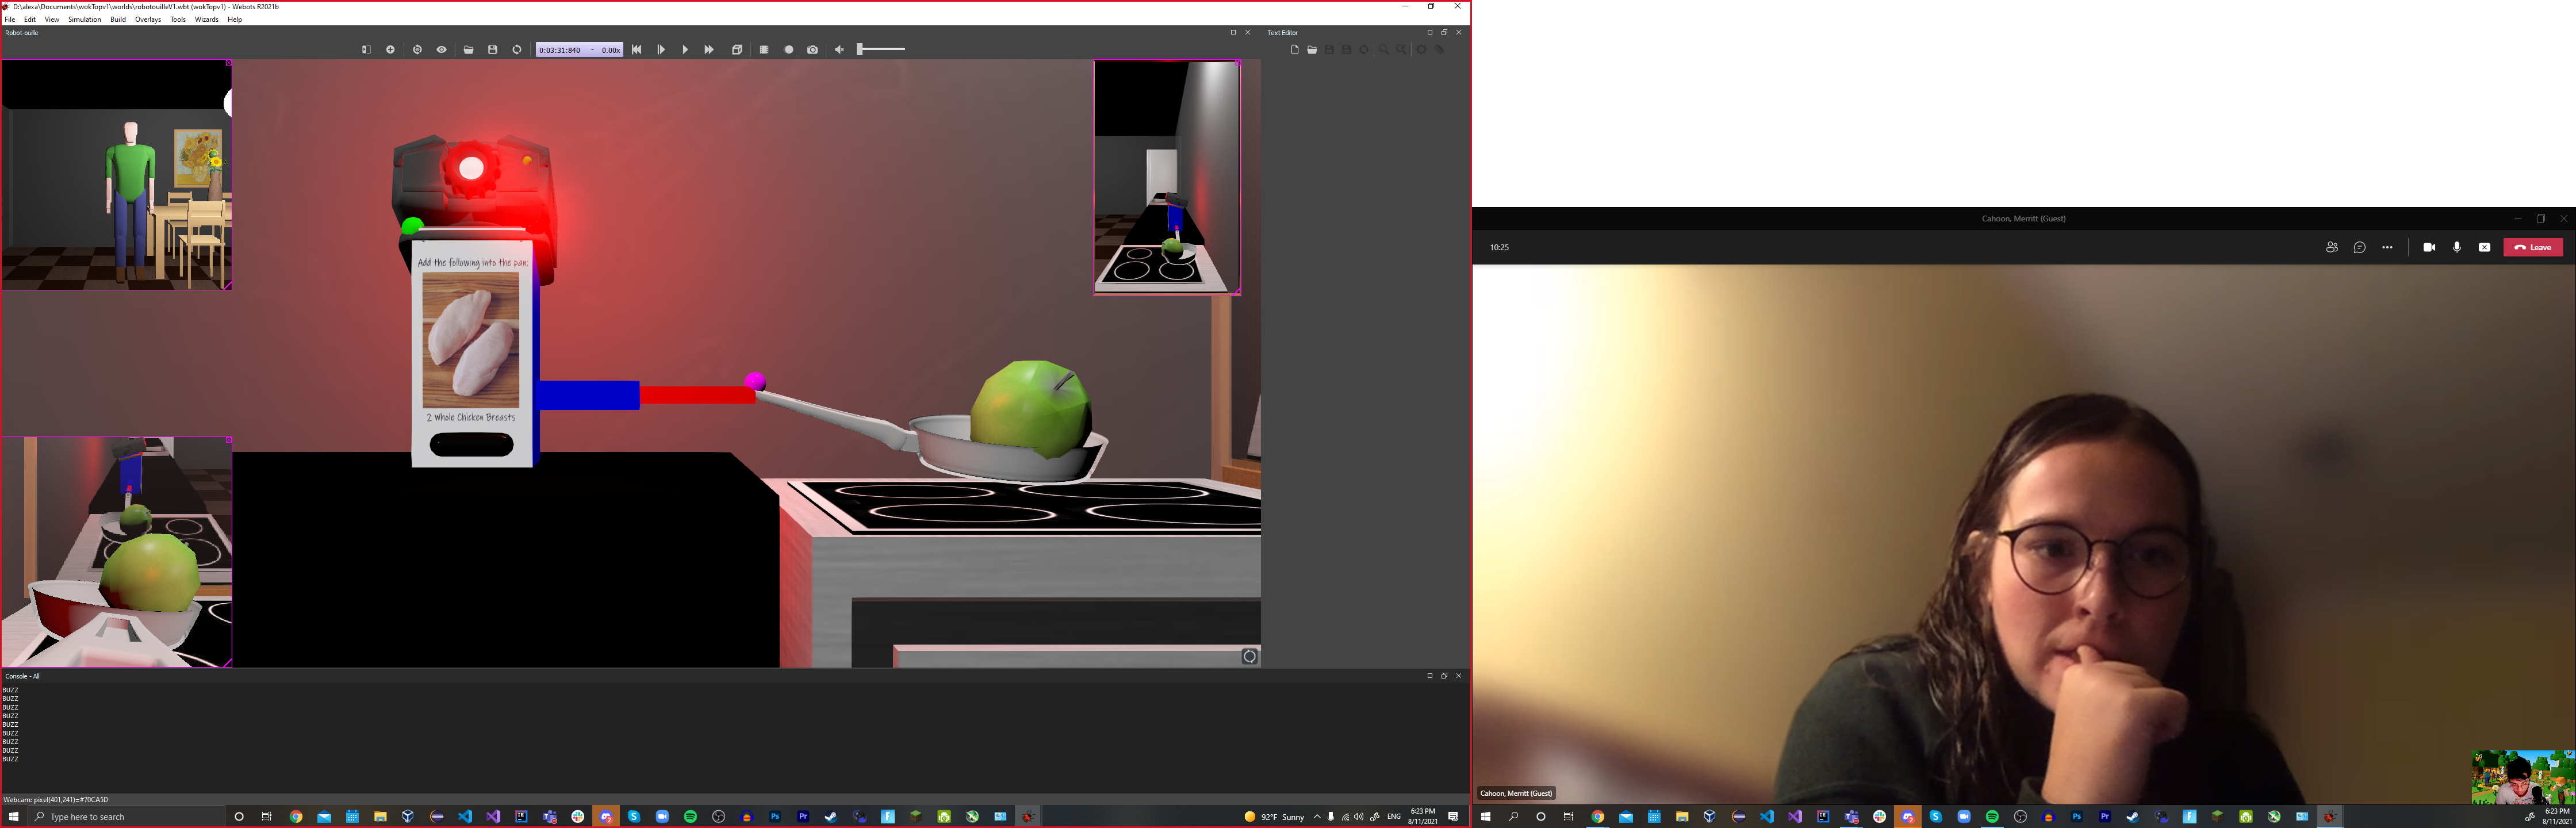 D:\alexa\Documents\wokTopv1\worlds\robotouilleV1.wbt (wokTopv1) - Webots R2021b
File Edit View Simulation Build Overlays Tools Wizards Help
Robot-ouille
Text Editor
0:03:31:840 - 0.00x
Add the following into the pan:
2 Whole Chicken Breasts
Console - All
BUZZ
BUZZ
BUZZ
BUZZ
BUZZ
BUZZ
BUZZ
BUZZ
BUZZ
Webcam: pixel(401,241)=#70CA5D
Type here to search
92°F Sunny
ENG
6:23 PM
8/11/2021
Cahoon, Merritt (Guest)
10:25
Leave
Cahoon, Merritt (Guest)
6:23 PM
8/11/2021